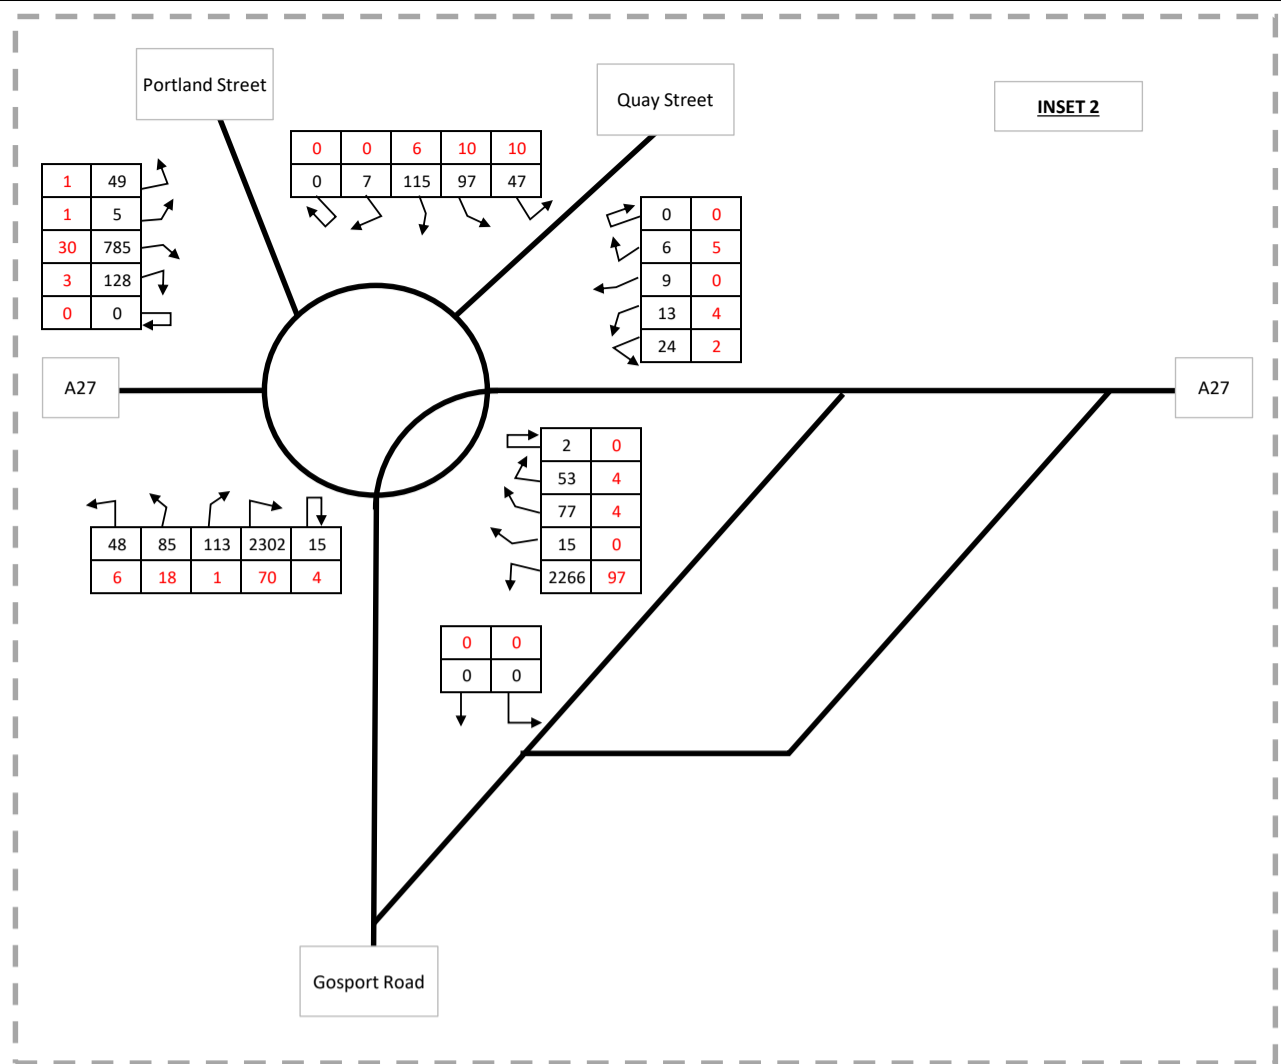 Portland Street
Quay Street
INSET 2
0 0 6 10 10
0 7 115 97 47
1 49
1 5
30 785
3 128
0 0
0 0
6 5
9 0
13 4
24 2
A27
A27
2 0
53 4
77 4
15 0
2266 97
48 85 113 2302 15
6 18 1 70 4
0 0
0 0
Gosport Road